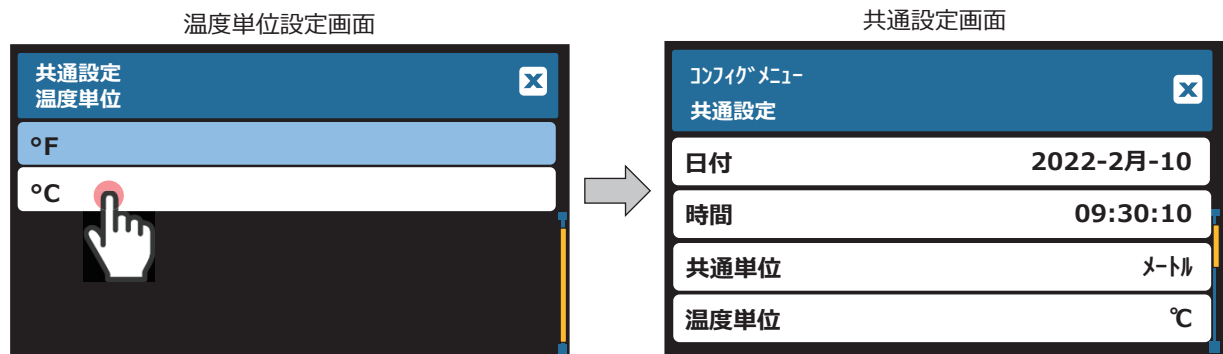 温度単位設定画面
共通設定
温度単位
X
°F
°C
共通設定画面
ｺﾝﾌｨｸﾞﾒﾆｭｰ
共通設定
X
日付 2022-2月-10
時間 09:30:10
共通単位 ﾒｰﾄﾙ
温度単位 ℃